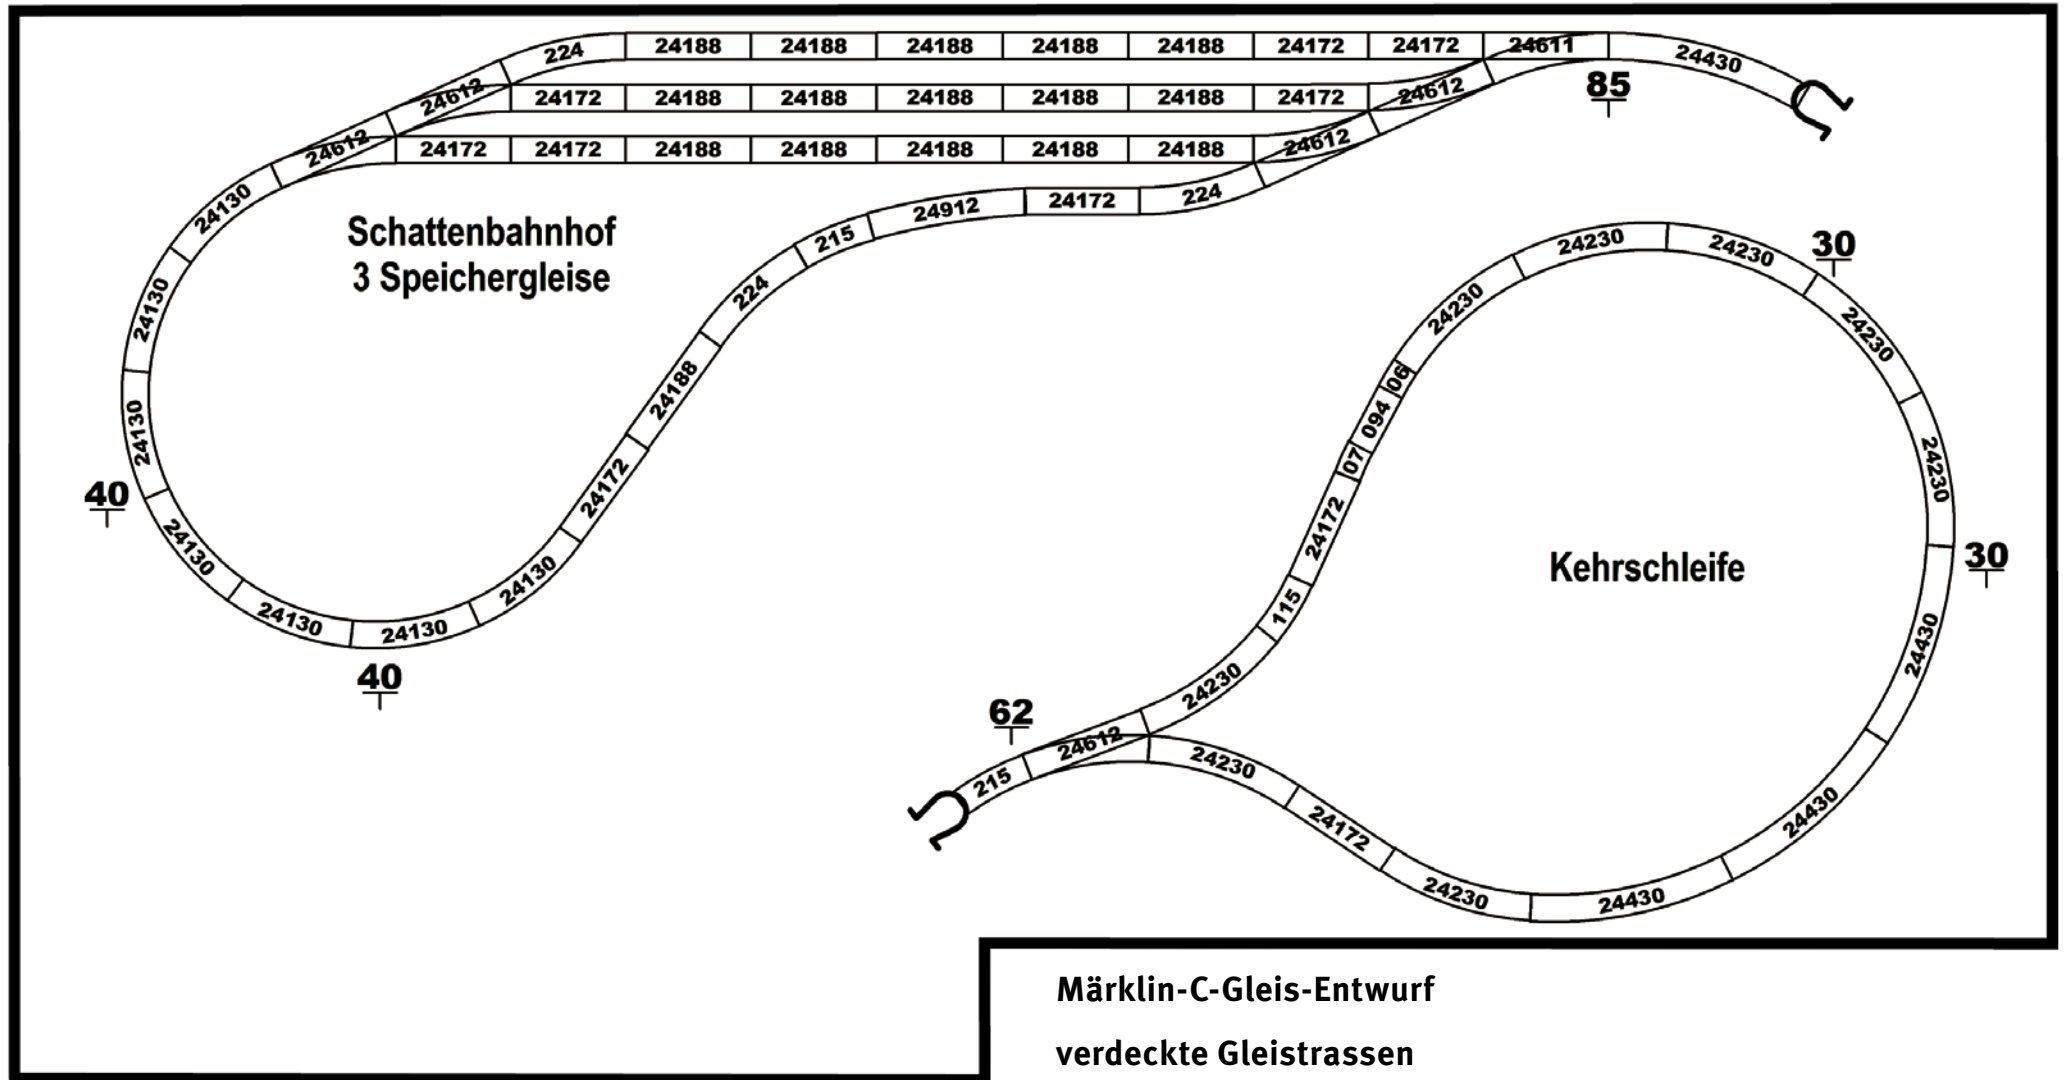 224 24188 24188 24188 24188 24188 24172 24172 24611 24430
24612 24172 24188 24188 24188 24188 24188 24172 24612 85
24612 24172 24172 24188 24188 24188 24188 24188 24612
24130 24912 24172 224
215
Schattenbahnhof
3 Speichergleise
24130 224
24188
24130
40
24172
24130 24130
24130 24130
40
24230 24230 30
24230 24230
06
094 24230
07
24172 30
Kehrschleife
115
24230 24430
62
24612 24230
215
24172 24430
24230 24430
Märklin-C-Gleis-Entwurf
verdeckte Gleistrassen